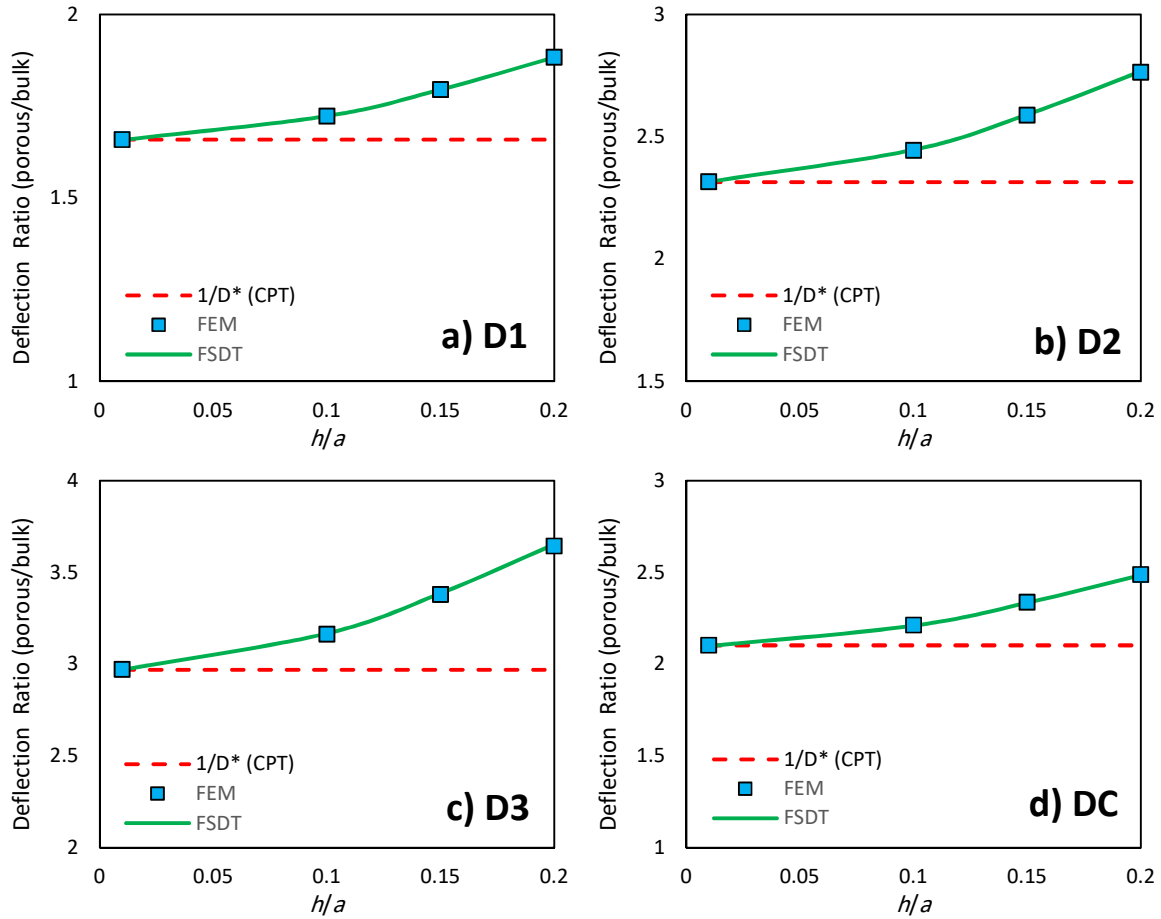 Deflection Ratio (porous/bulk)
2
1.5
1
1/D* (CPT)
FEM
FSDT
a) D1
0
0.05
0.1
0.15
0.2
h/a
Deflection Ratio (porous/bulk)
3
2.5
2
1.5
1/D* (CPT)
FEM
FSDT
b) D2
0
0.05
0.1
0.15
0.2
h/a
Deflection Ratio (porous/bulk)
4
3.5
3
2.5
2
1/D* (CPT)
FEM
FSDT
c) D3
0
0.05
0.1
0.15
0.2
h/a
Deflection Ratio (porous/bulk)
3
2.5
2
1.5
1
1/D* (CPT)
FEM
FSDT
d) DC
0
0.05
0.1
0.15
0.2
h/a